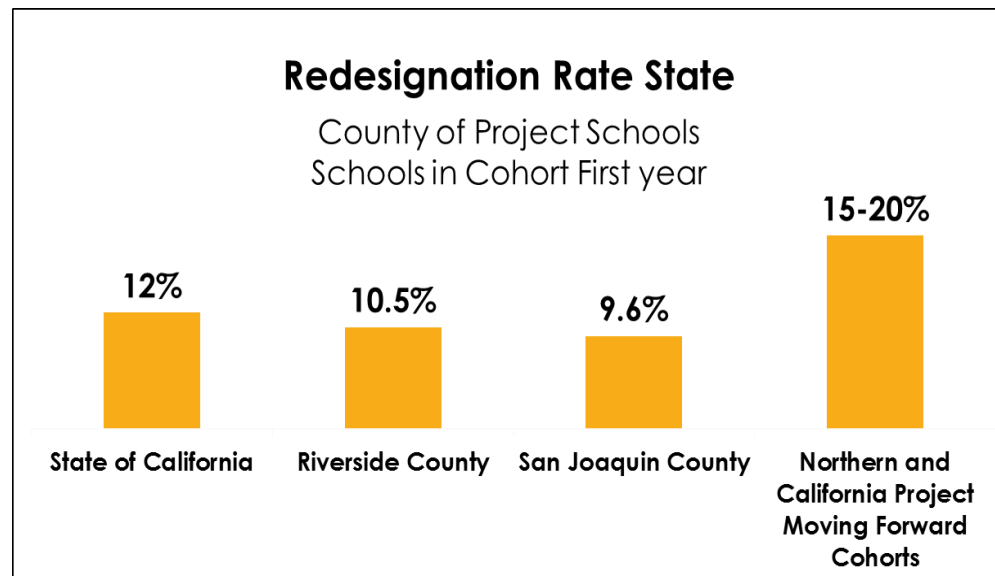 Redesignation Rate State
County of Project Schools
Schools in Cohort First year
12%
10.5%
9.6%
15-20%
State of California
Riverside County
San Joaquin County
Northern and
California Project
Moving Forward
Cohorts